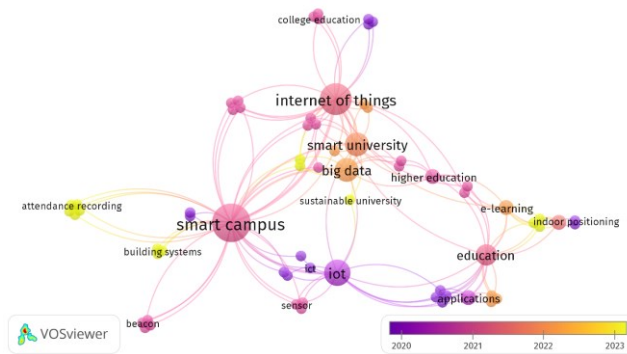 college education
internet of things
smart university
big data
higher education
attendance recording
sustainable university
e-learning
smart campus
indoor positioning
building systems
education
ict
iot
applications
sensor
beacon
VOSviewer
2020 2021 2022 2023